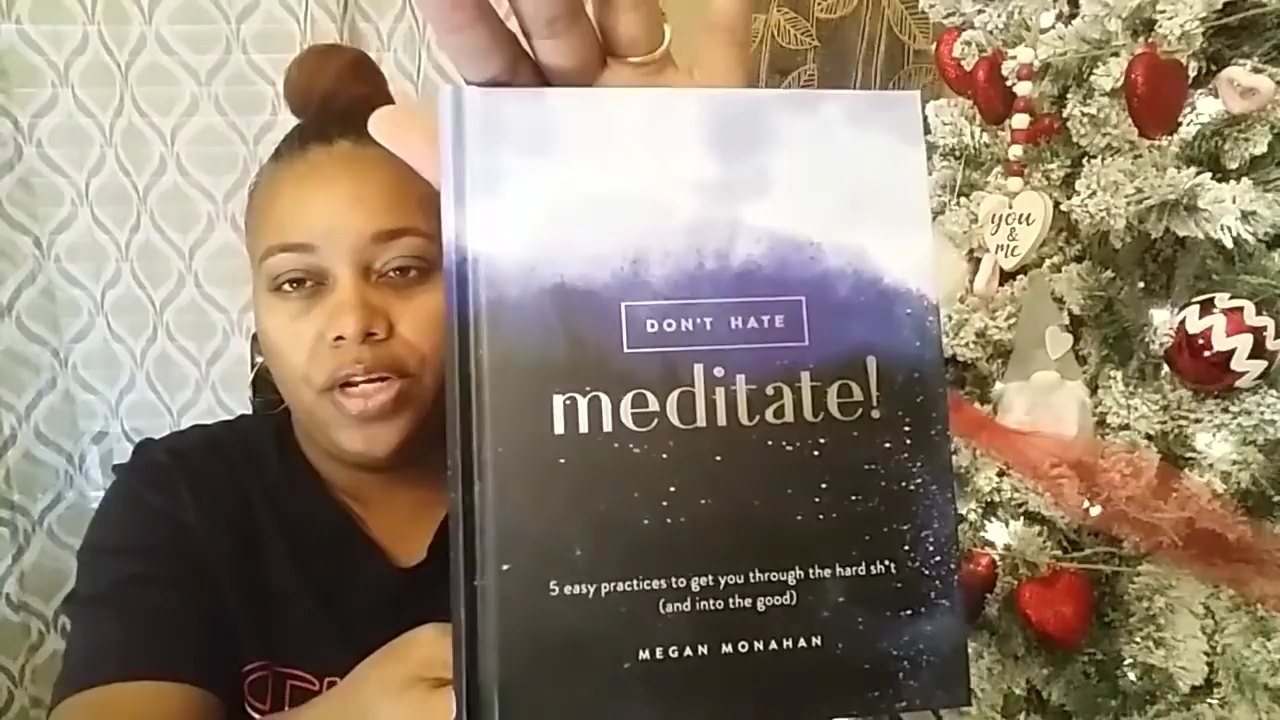 DON'T HATE
meditate!
5 easy practices to get you through the hard sh*t
(and into the good)
MEGAN MONAHAN
you
&
me